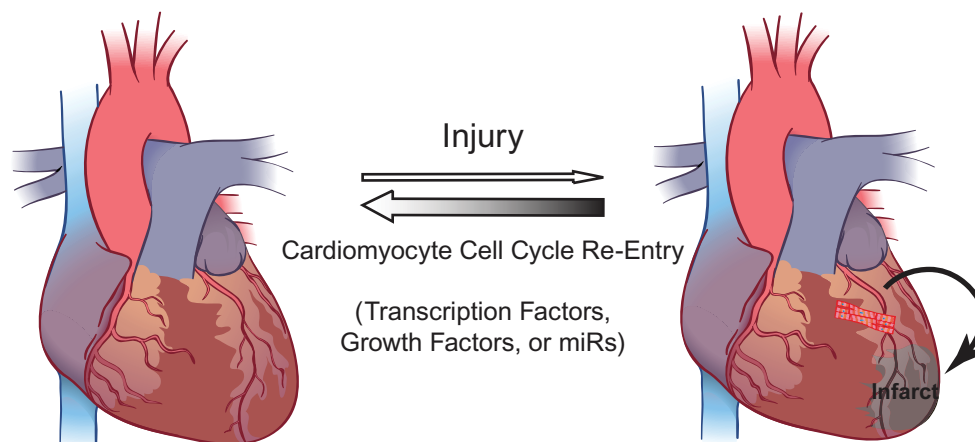 Injury
Cardiomyocyte Cell Cycle Re-Entry
(Transcription Factors,
Growth Factors, or miRs)
Infarct